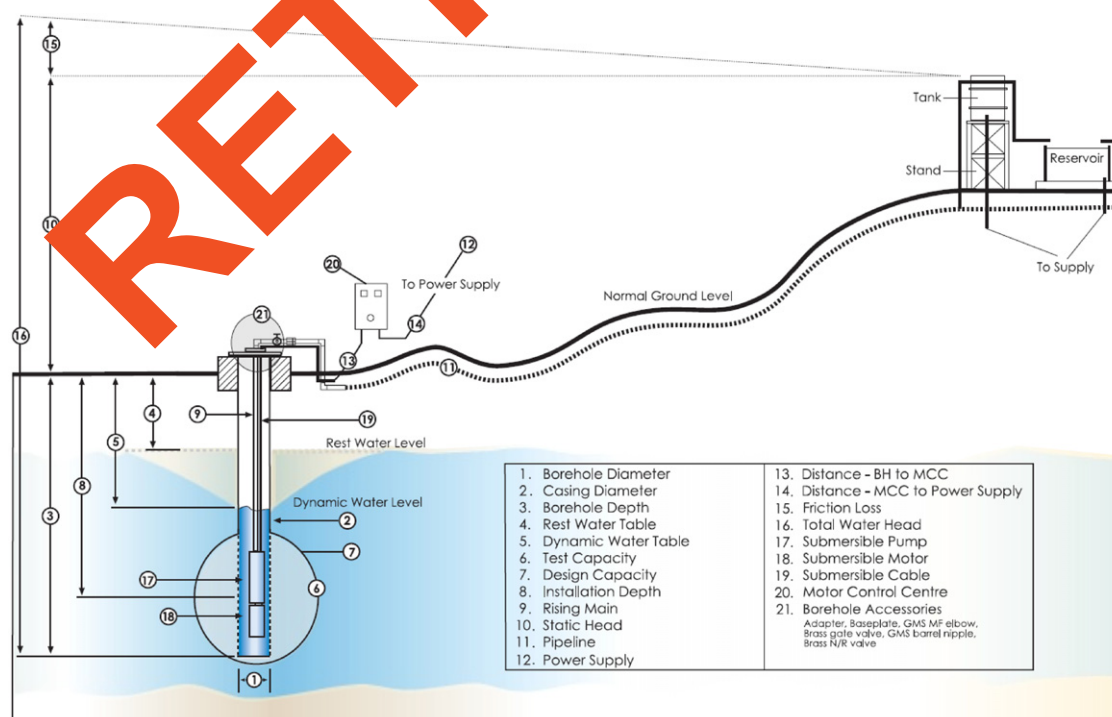 RET
15
Tank
Stand
Reservoir
10
12
20
To Power Supply
To Supply
Normal Ground Level
21
14
16
13
11
4
9
19
5
Rest Water Level
8
Dynamic Water Level
3
2
7
17
6
18
1
1. Borehole Diameter
2. Casing Diameter
3. Borehole Depth
4. Rest Water Table
5. Dynamic Water Table
6. Test Capacity
7. Design Capacity
8. Installation Depth
9. Rising Main
10. Static Head
11. Pipeline
12. Power Supply
13. Distance - BH to MCC
14. Distance - MCC to Power Supply
15. Friction Loss
16. Total Water Head
17. Submersible Pump
18. Submersible Motor
19. Submersible Cable
20. Motor Control Centre
21. Borehole Accessories
Adapter, Baseplate, GMS MF elbow,
Brass gate valve, GMS barrel nipple,
Brass N/R valve